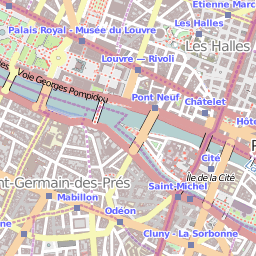 Etienne Marc
Les Halles
Palais Royal - Musée du Louvre
Les Halles
Louvre — Rivoli
Voie Georges Pompidou
Pont Neuf
Châtelet
Hôte
Cité
nt-Germain-des-Prés
Île de la Cité
Saint-Michel
Mabillon
Odéon
Cluny - La Sorbonne